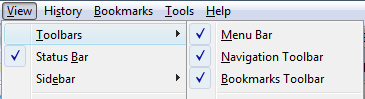 View History Bookmarks Tools Help
Toolbars Menu Bar
Status Bar Navigation Toolbar
Sidebar Bookmarks Toolbar